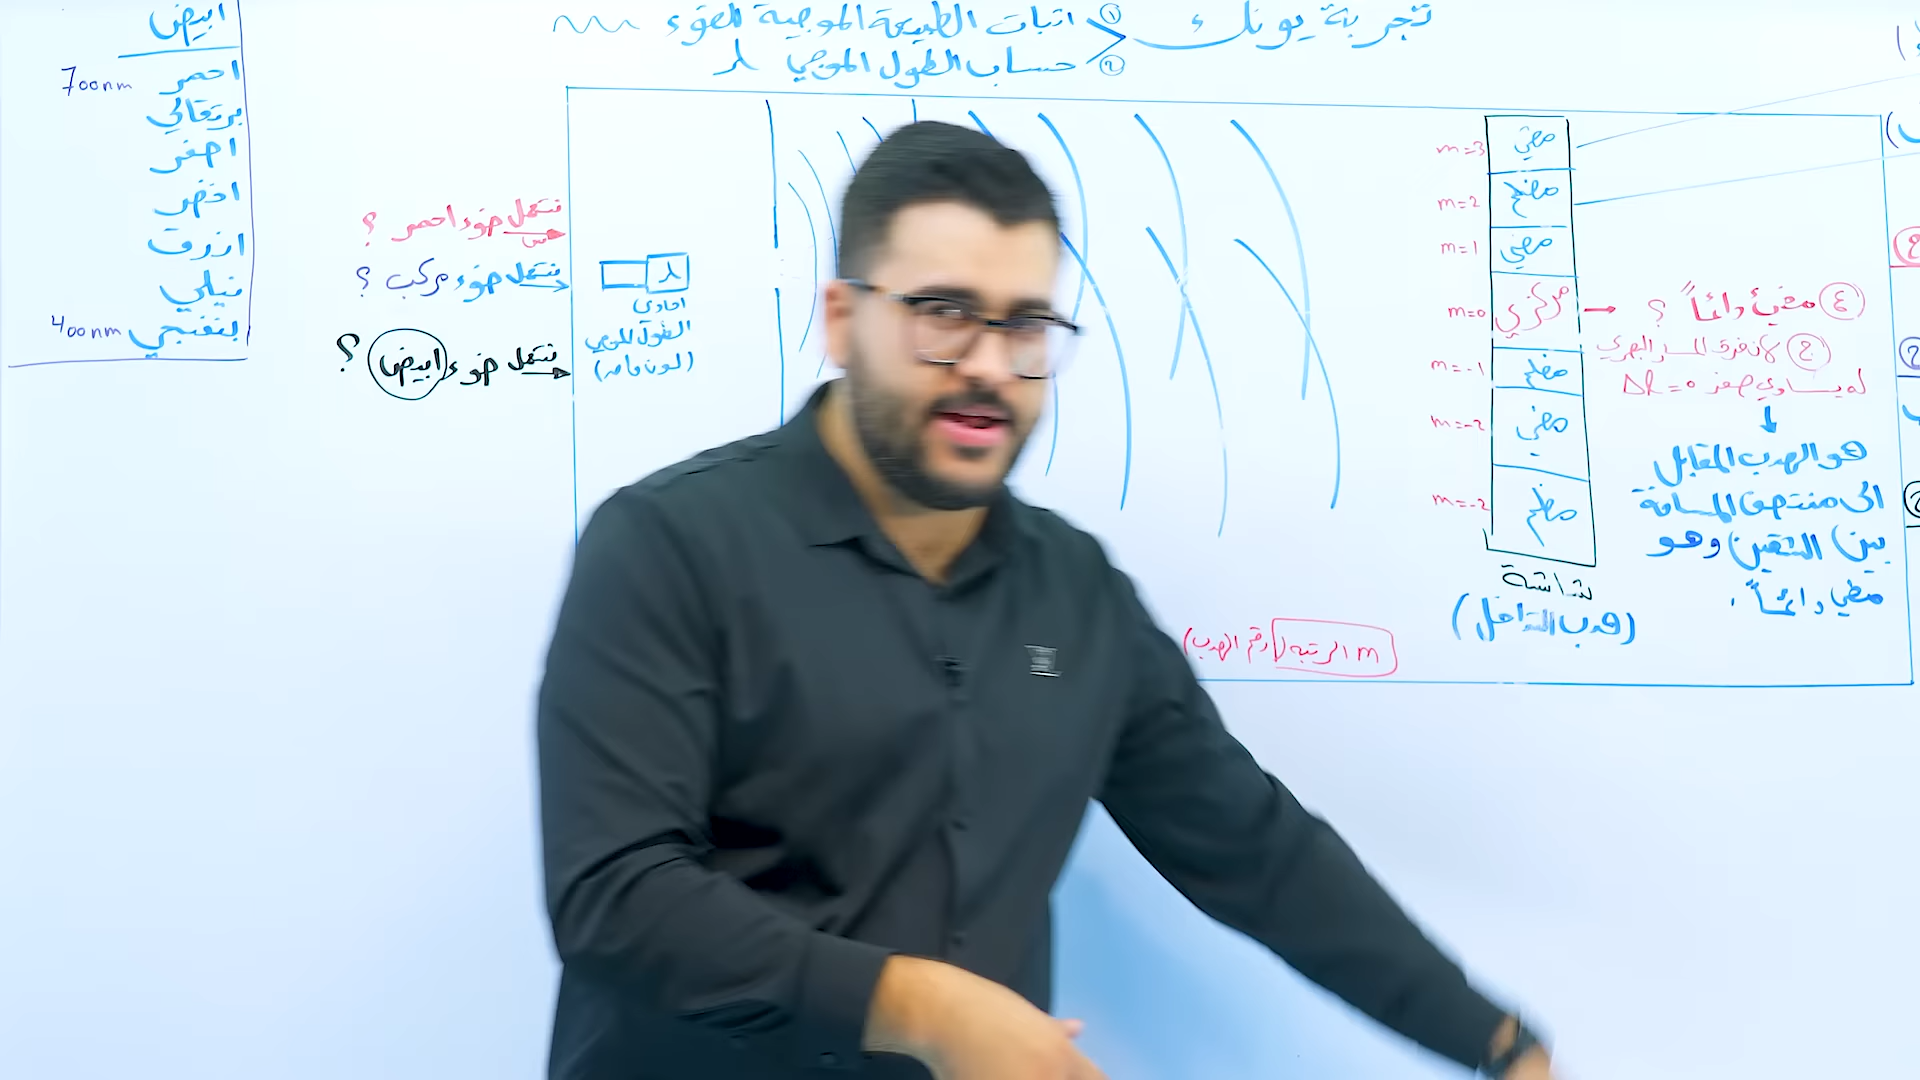 تجربة يونك
① اثبات الطبيعة الموجية للضوء
② حساب الطول الموجي λ
ابيض
احمر 700nm
برتقالي
اصفر
اخضر
ازرق
نيلي
بنفسجي 400nm
نستعمل ضوء احمر ؟
نستعمل ضوء مركب ؟
نستعمل ضوء ابيض ؟
λ
احادي
الطول الموجي
m=3 مضيء
m=2 مظلم
m=1 مضيء
m=0 مركزي
m=-1 مظلم
m=-2 مضيء
m=-2 مظلم
شاشة
(هدب التداخل)
m الرتبة (رقم الهدب)
ع مضيء دائماً ؟
ج لان فرق المسار البصري
له يساوي صفر Δl=0
هو الهدب المقابل
الى منتصف المسافة
بين الشقين وهو
مضيء دائماً .